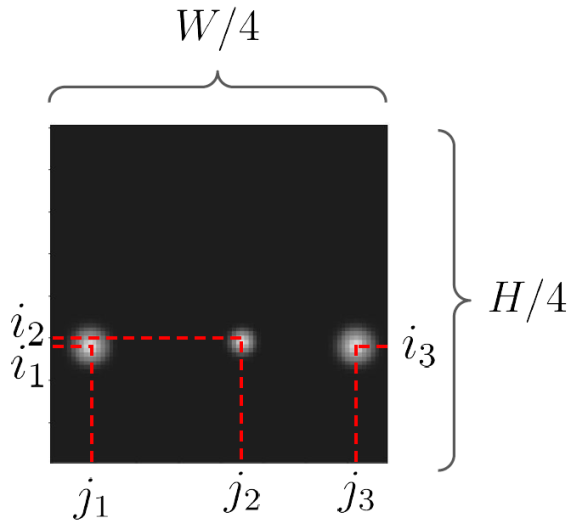 W/4
H/4
i₂
i₁
i₃
j₁ j₂ j₃